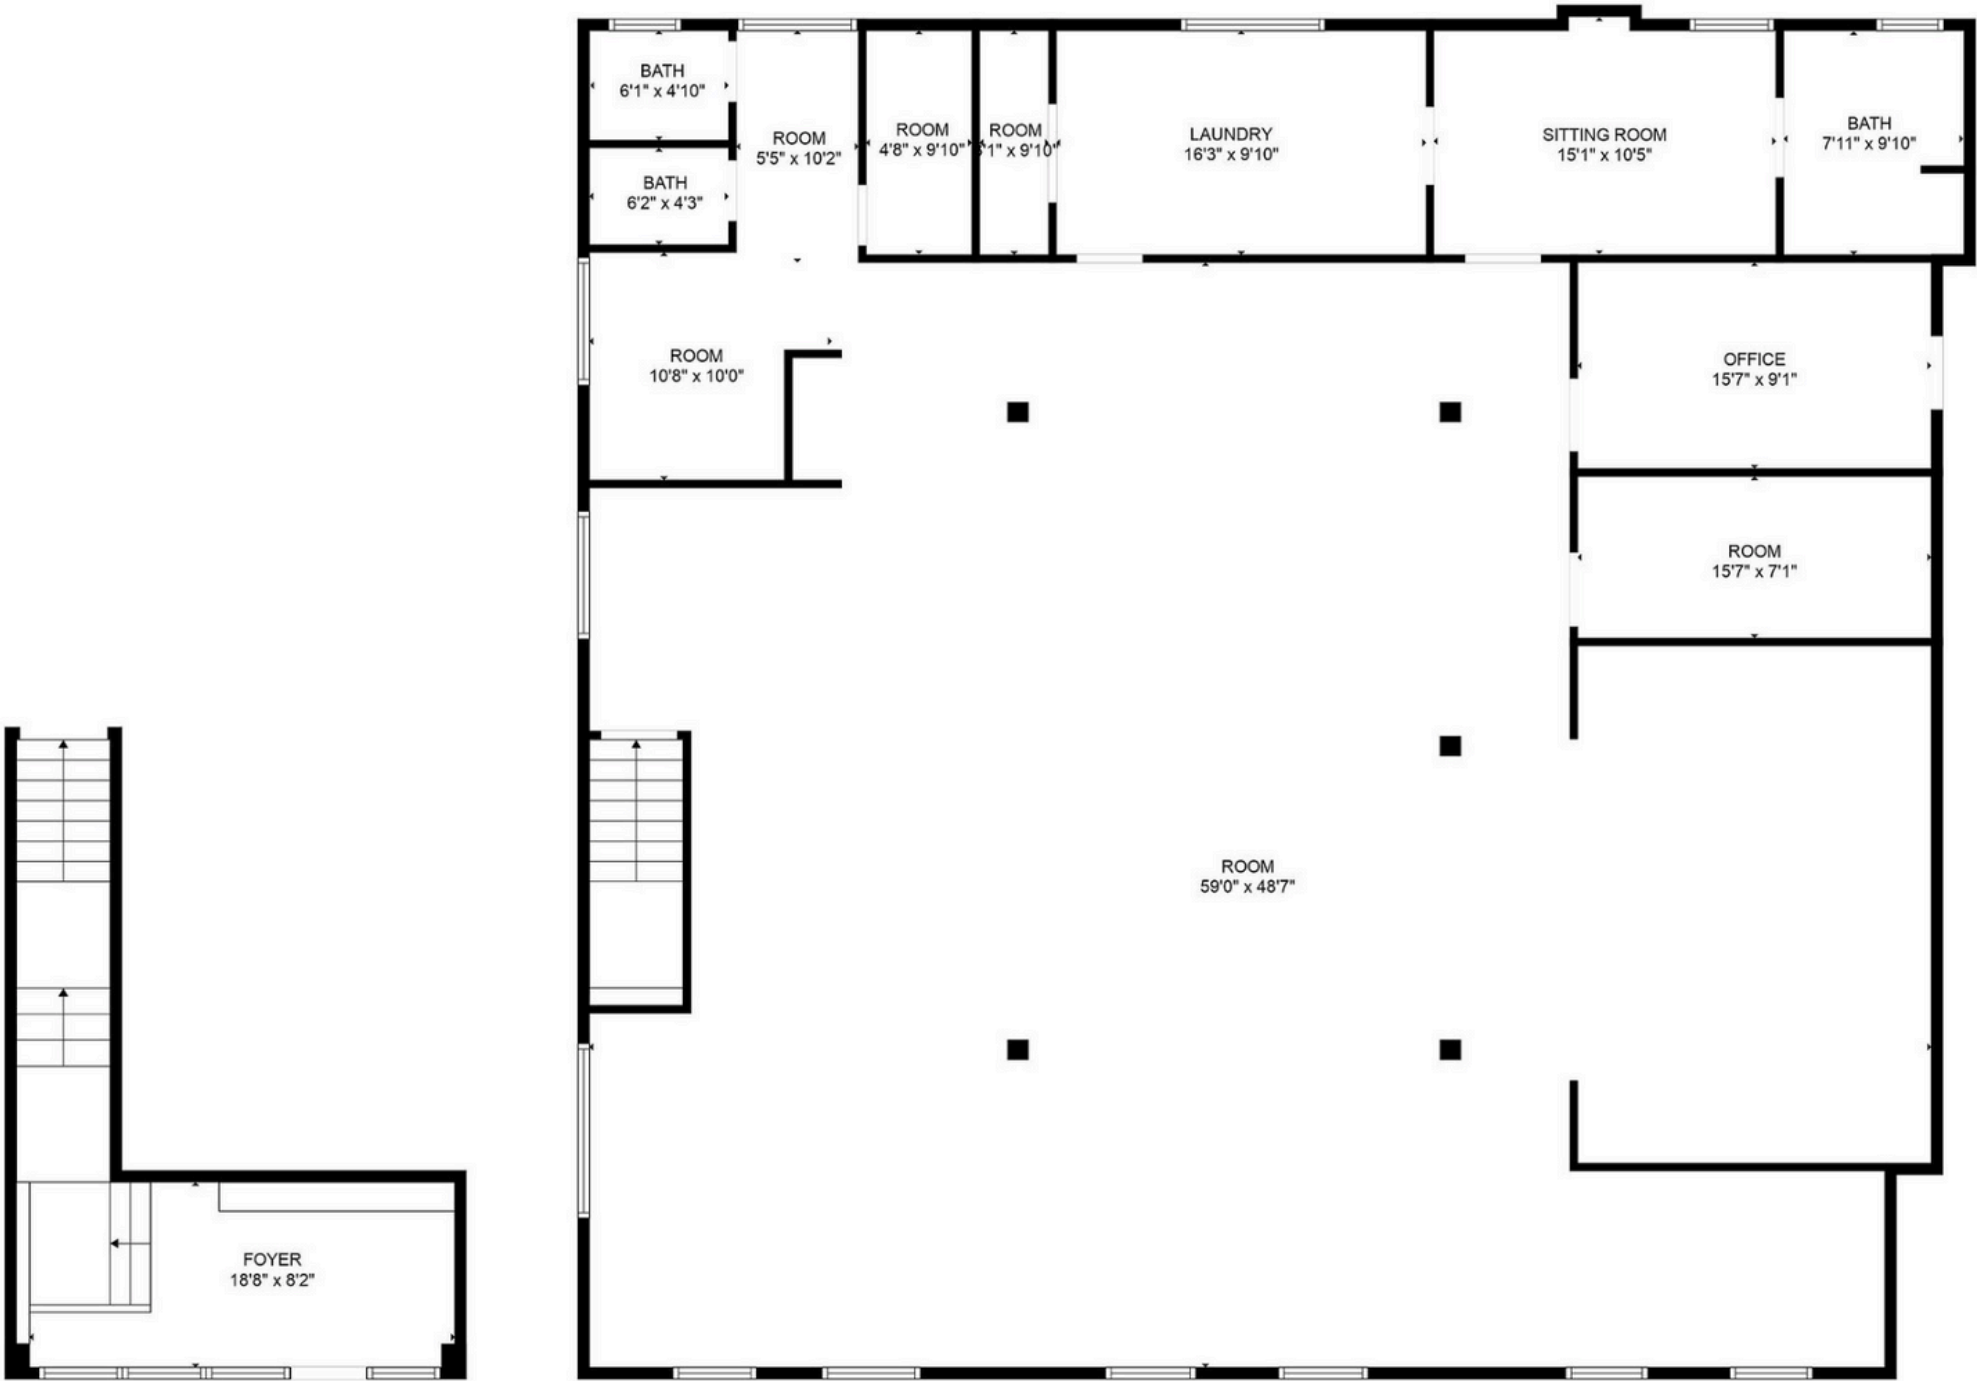 BATH
6'1" x 4'10"
BATH
6'2" x 4'3"
ROOM
5'5" x 10'2"
ROOM
4'8" x 9'10"
ROOM
'1" x 9'10"
LAUNDRY
16'3" x 9'10"
SITTING ROOM
15'1" x 10'5"
BATH
7'11" x 9'10"
ROOM
10'8" x 10'0"
OFFICE
15'7" x 9'1"
ROOM
15'7" x 7'1"
ROOM
59'0" x 48'7"
FOYER
18'8" x 8'2"